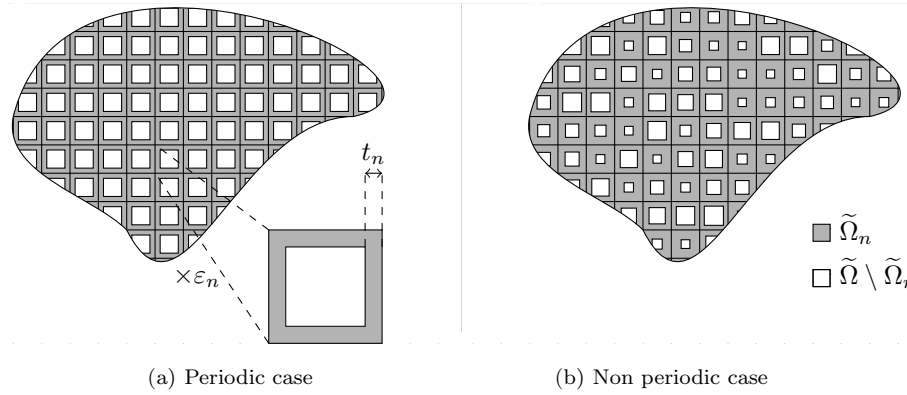 t_n
×ε_n
Ω̃_n
Ω̃ \ Ω̃_n
(a) Periodic case
(b) Non periodic case